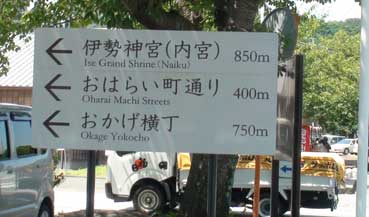 ← 伊勢神宮(内宮) 850m
Ise Grand Shrine (Naiku)
← おはらい町通り 400m
Oharai Machi Streets
← おかげ横丁 750m
Okage Yokocho